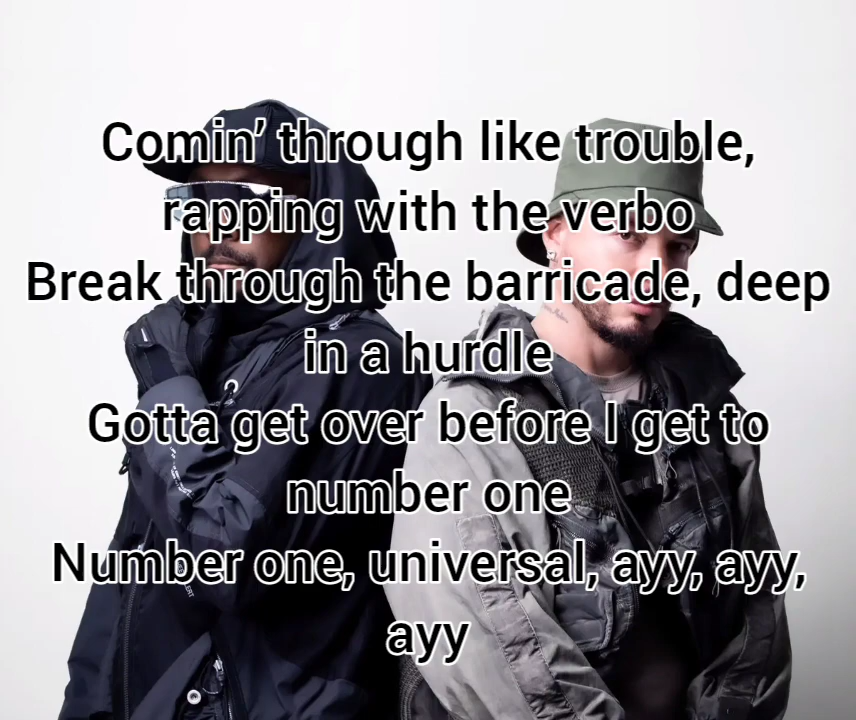 Comin’ through like trouble,
rapping with the verbo
Break through the barricade, deep
in a hurdle
Gotta get over before I get to
number one
Number one, universal, ayy, ayy,
ayy